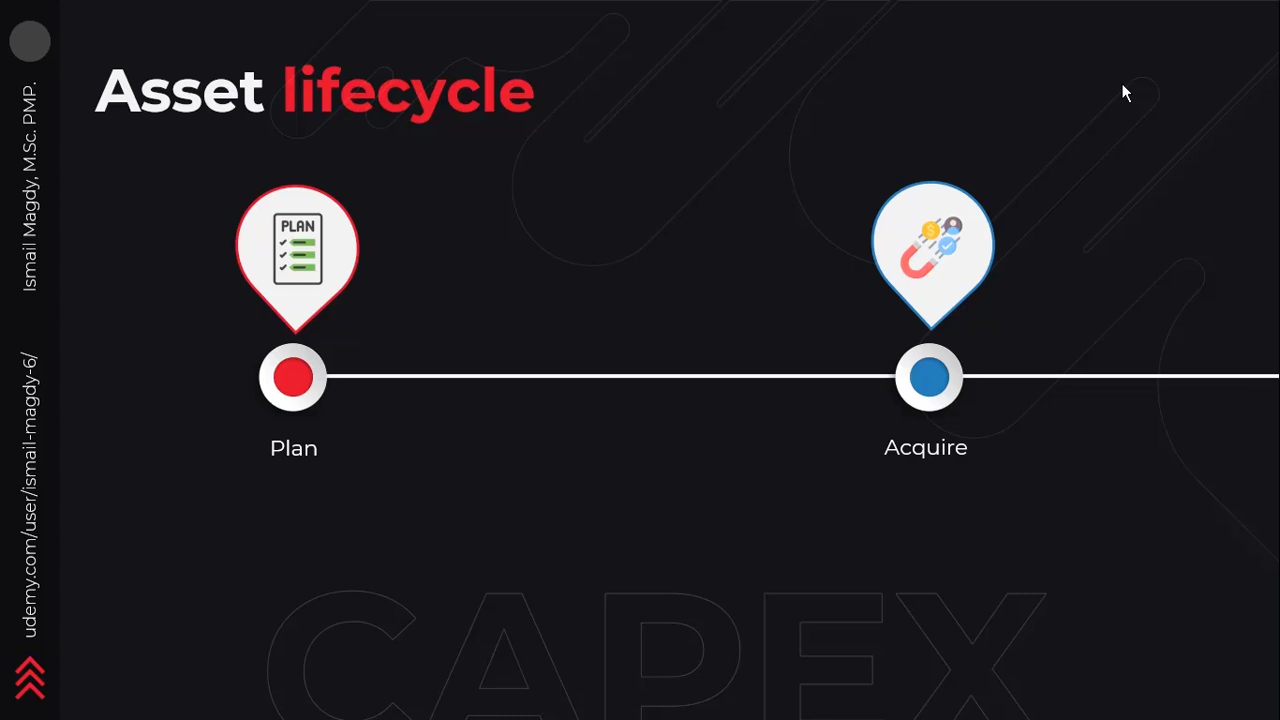 Asset lifecycle
PLAN
Plan
Acquire
CAPEX
Ismail Magdy, M.Sc. PMP.
udemy.com/user/ismail-magdy-6/